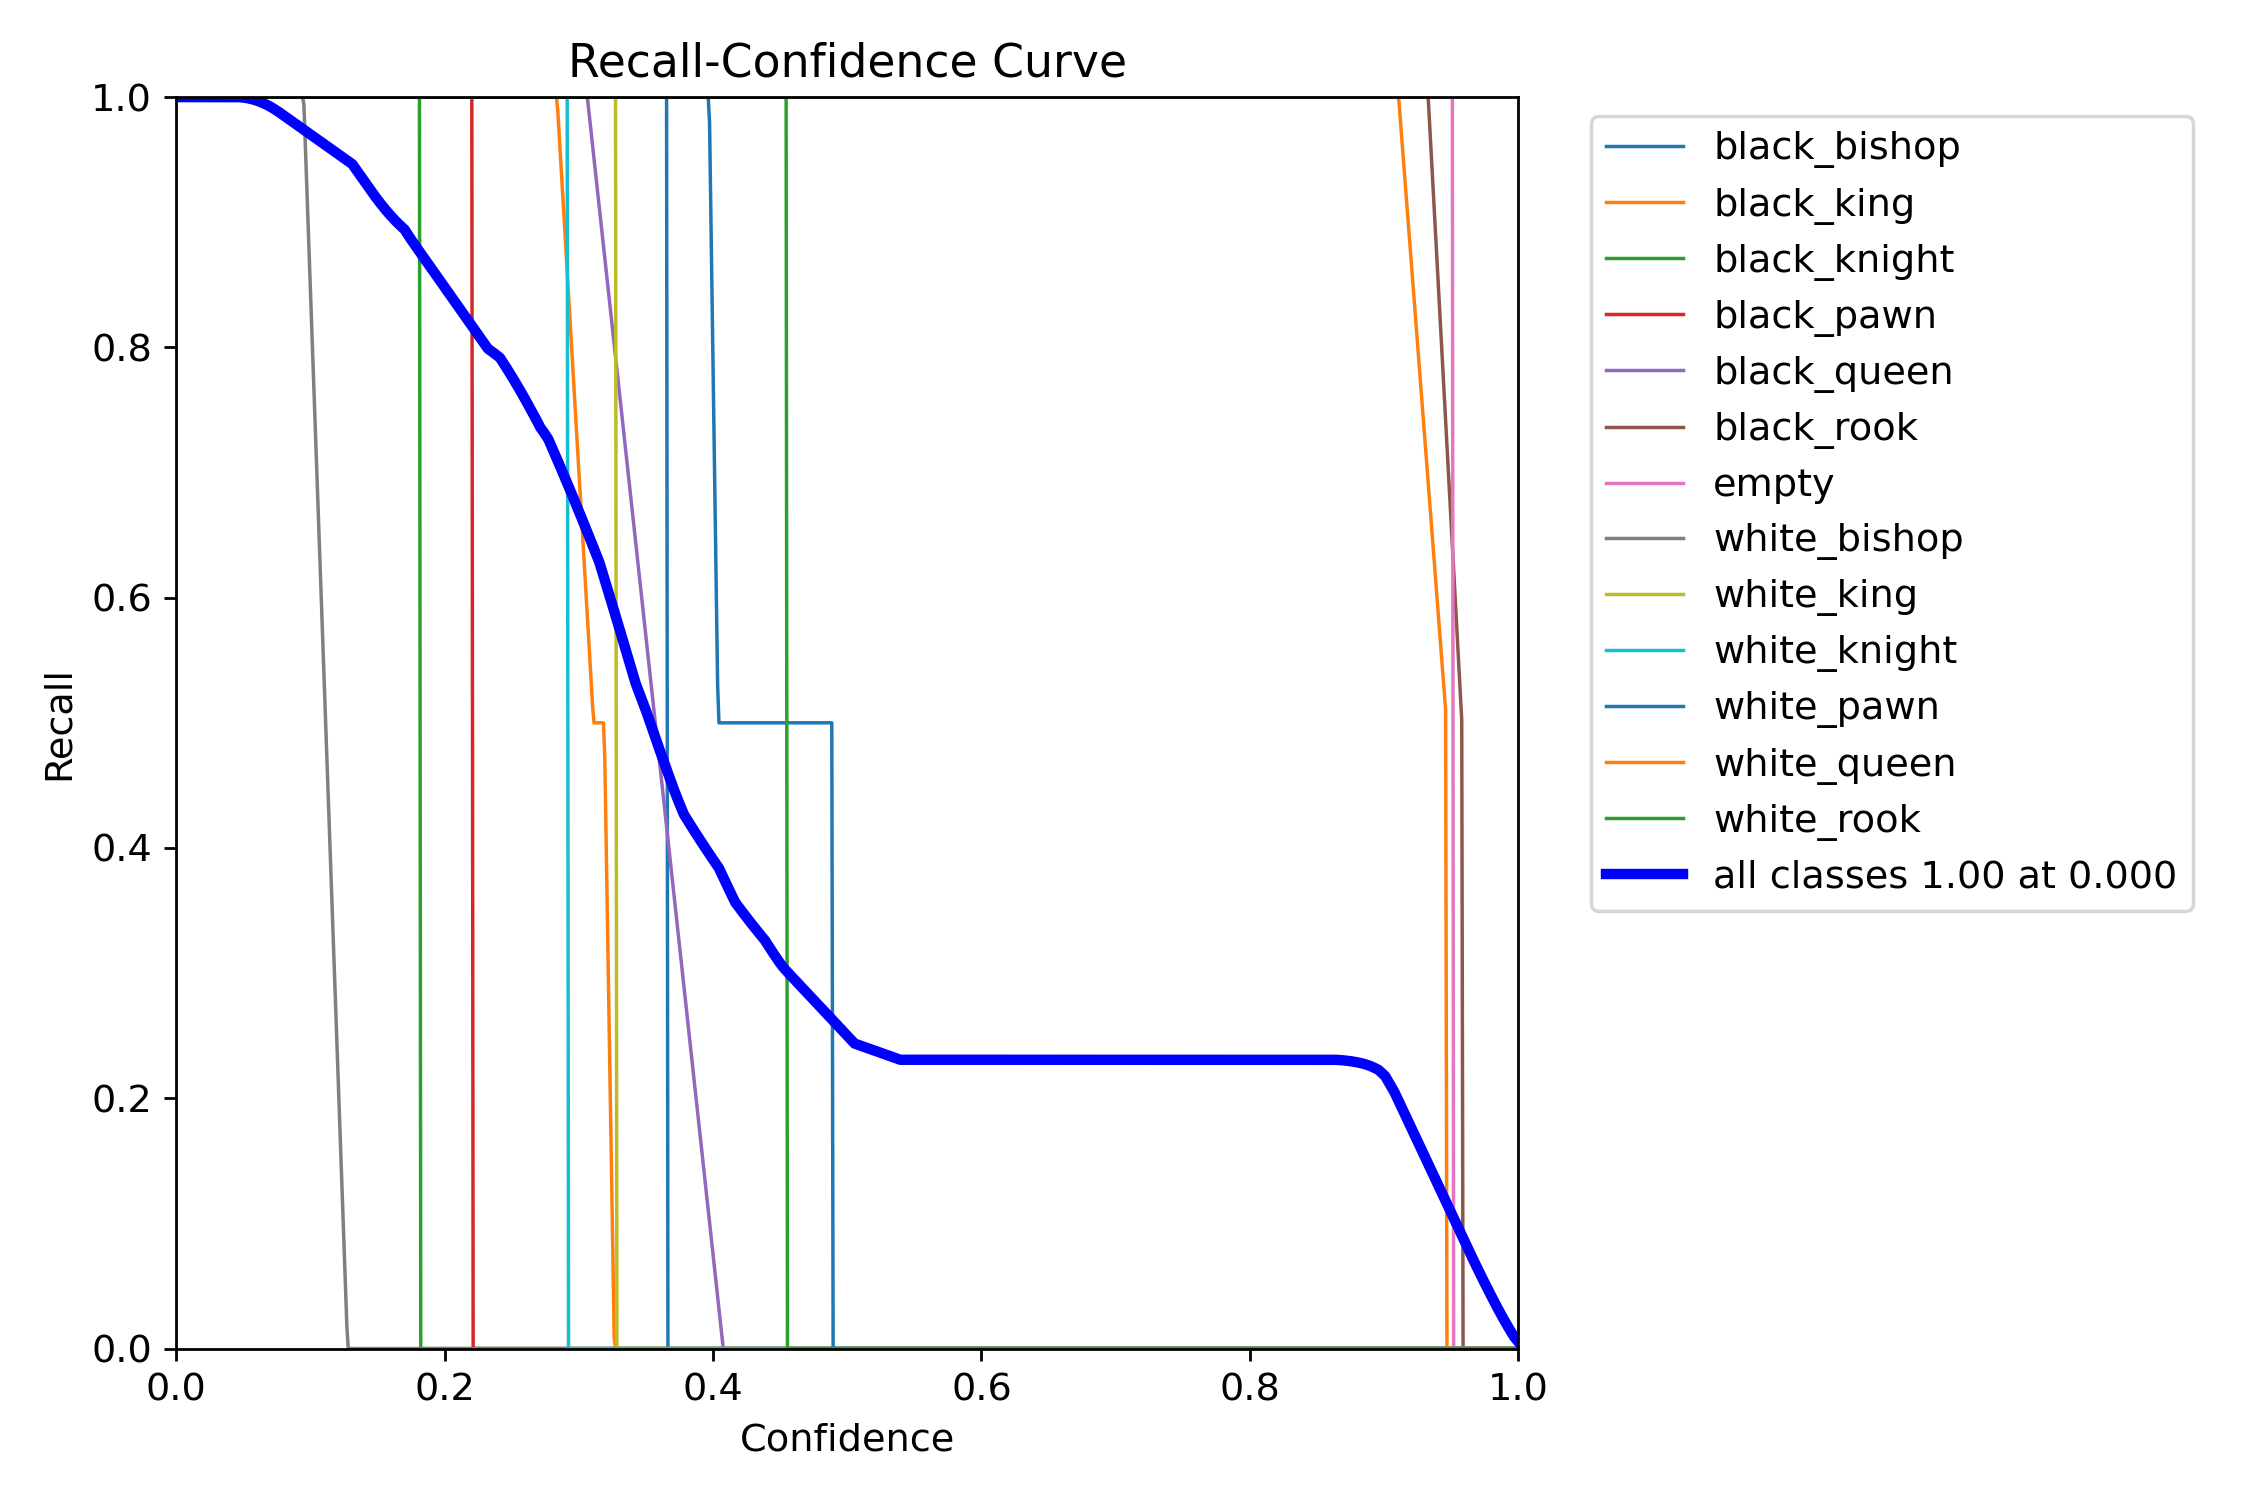 Recall-Confidence Curve
1.0
0.8
0.6
0.4
0.2
0.0
Recall
0.0 0.2 0.4 0.6 0.8 1.0
Confidence
black_bishop
black_king
black_knight
black_pawn
black_queen
black_rook
empty
white_bishop
white_king
white_knight
white_pawn
white_queen
white_rook
all classes 1.00 at 0.000